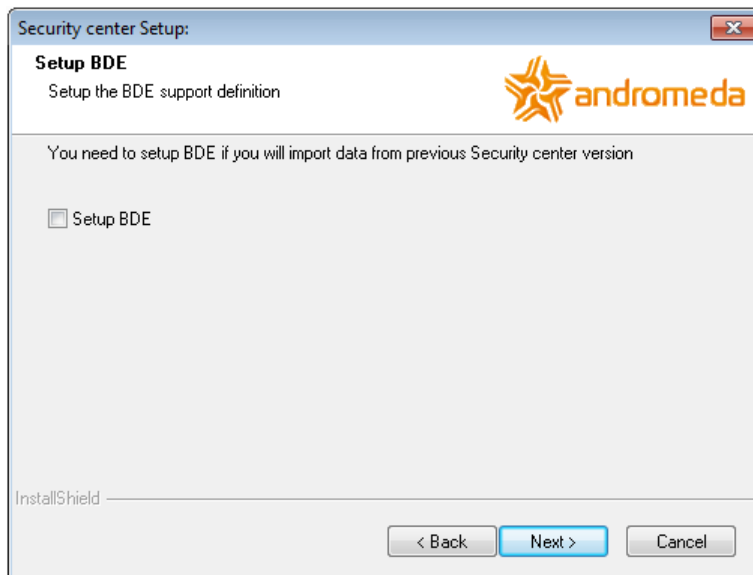 Security center Setup:
Setup BDE
Setup the BDE support definition
andromeda
You need to setup BDE if you will import data from previous Security center version
Setup BDE
InstallShield
< Back
Next >
Cancel